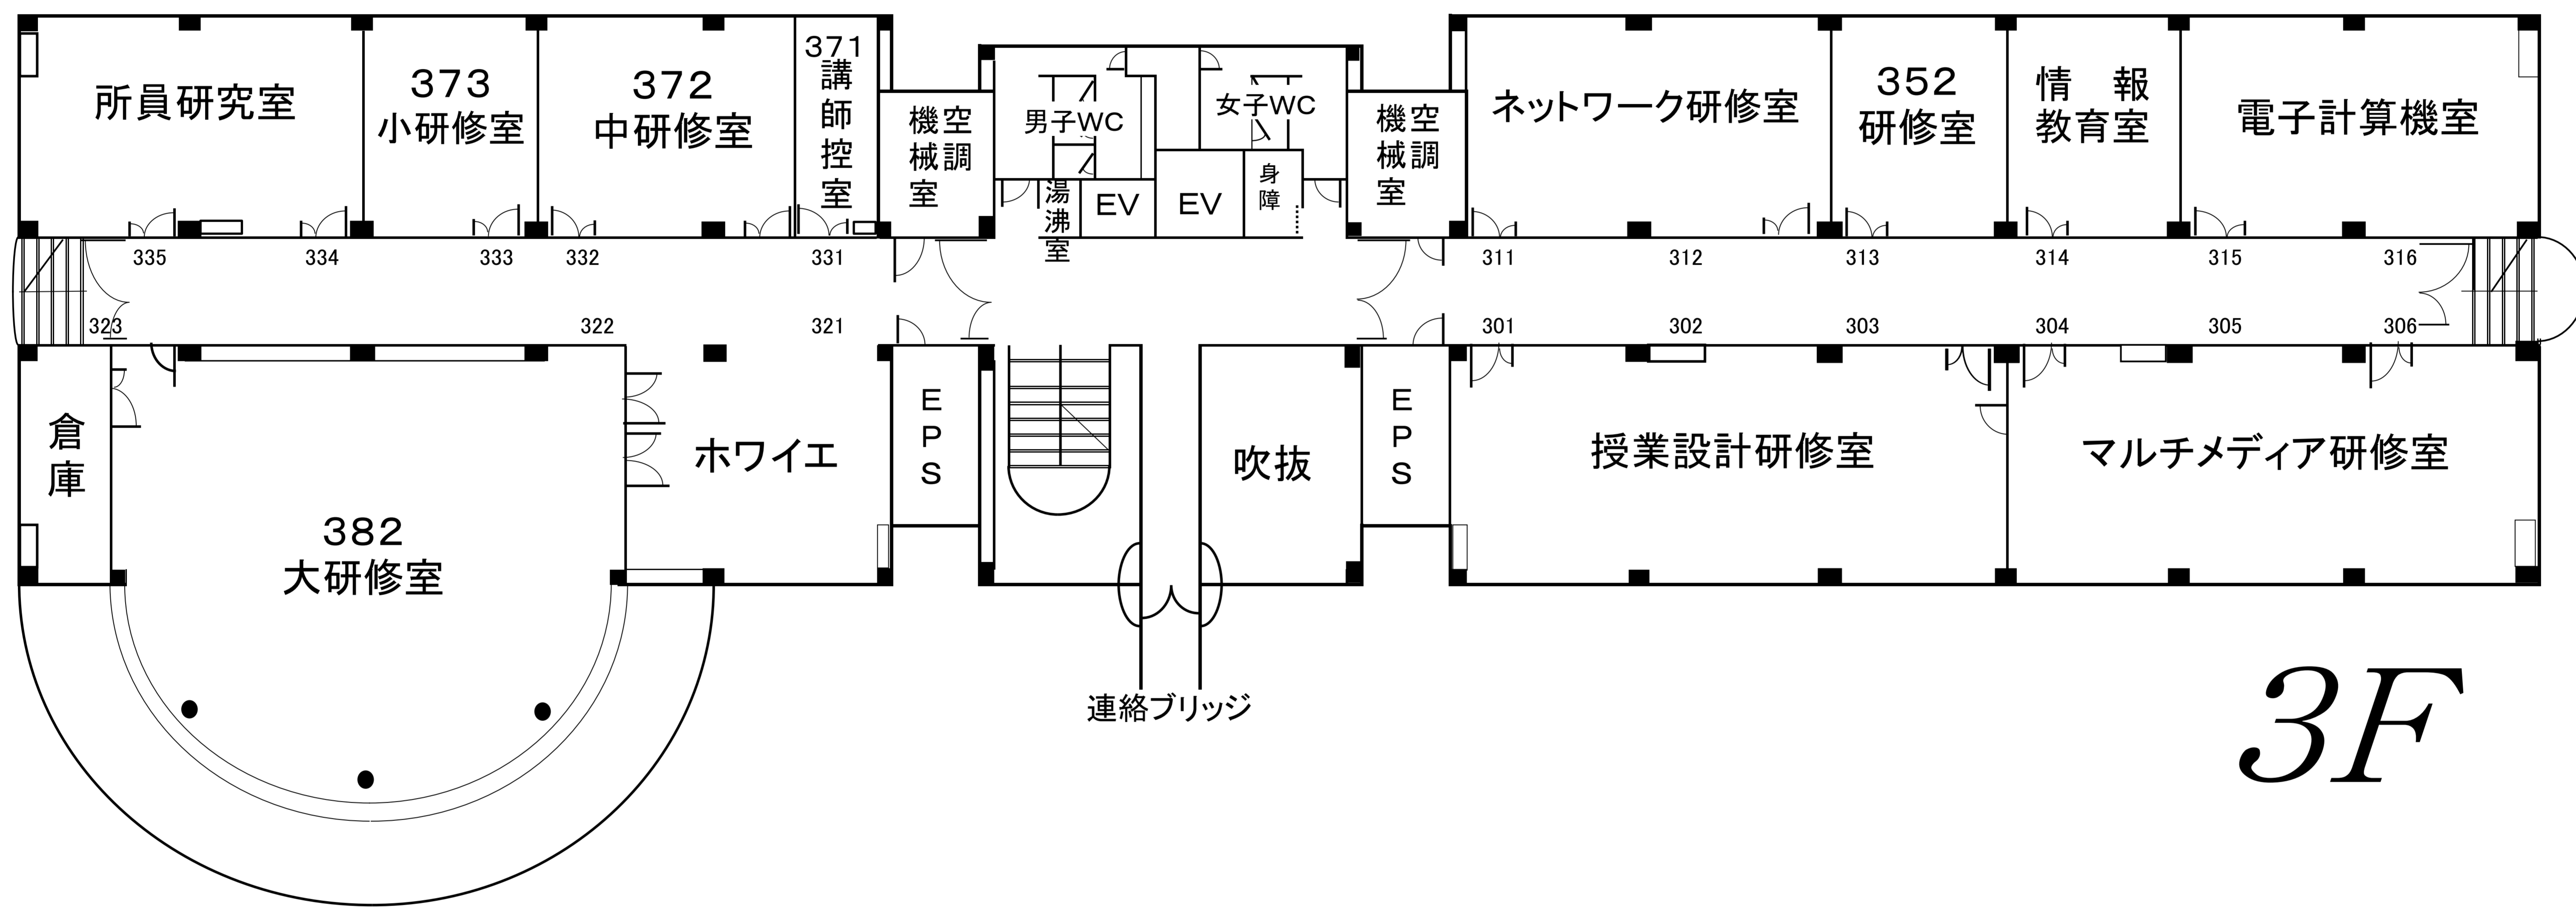 所員研究室
373
小研修室
372
中研修室
371
講師控室
空調
機械室
男子WC
湯沸室
EV
EV
女子WC
身障
空調
機械室
ネットワーク研修室
352
研修室
情 報
教育室
電子計算機室
335
334
333
332
331
311
312
313
314
315
316
323
322
321
301
302
303
304
305
306
倉庫
382
大研修室
ホワイエ
EPS
吹抜
EPS
授業設計研修室
マルチメディア研修室
連絡ブリッジ
3F